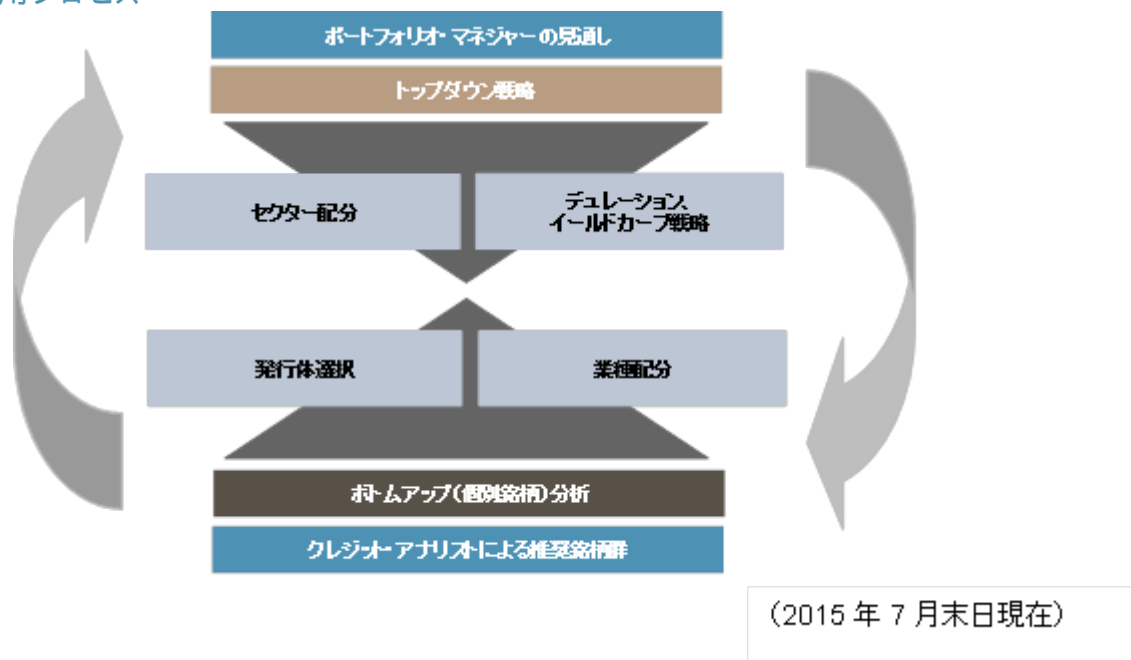 プロセス
ポートフォリオ・マネジャーの見通し
トップダウン戦略
セクター配分
デュレーション、
イールドカーブ戦略
発行体選択
業種配分
ボトムアップ(個別銘柄)分析
クレジット・アナリストによる推奨銘柄群
（2015 年 7 月末日現在）